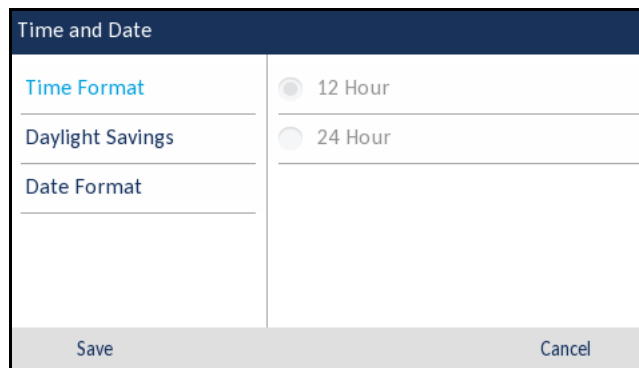 Time and Date
Time Format
12 Hour
Daylight Savings
24 Hour
Date Format
Save
Cancel